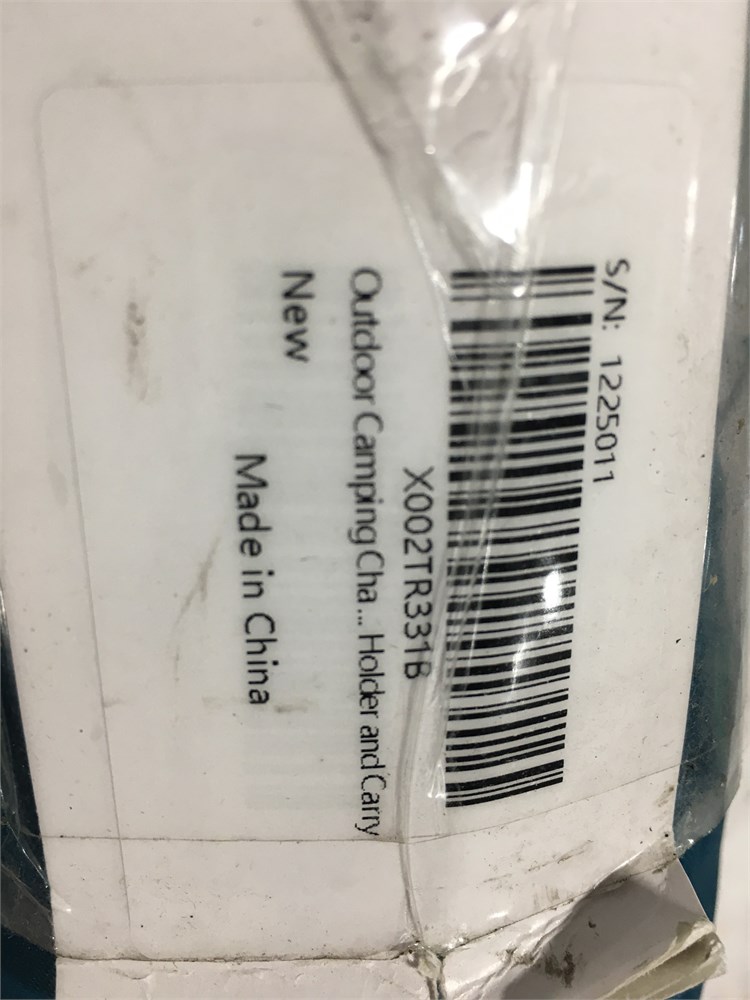 S/N: 1225011
X002TR331B
Outdoor Camping Cha... Holder and Carry
New
Made in China